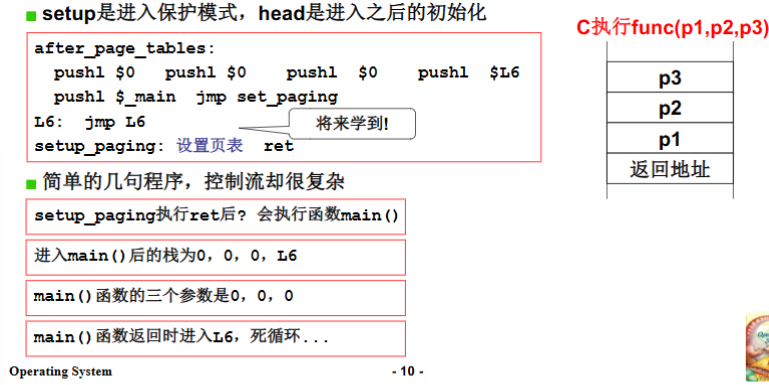 setup是进入保护模式，head是进入之后的初始化
after_page_tables:
pushl $0 pushl $0 pushl $0 pushl $L6
pushl $_main jmp set_paging
L6: jmp L6
将来学到!
setup_paging: 设置页表 ret
简单的几句程序，控制流却很复杂
setup_paging执行ret后? 会执行函数main()
进入main()后的栈为0，0，0，L6
main()函数的三个参数是0，0，0
main()函数返回时进入L6，死循环...
C执行func(p1,p2,p3)
p3
p2
p1
返回地址
Operating System
- 10 -